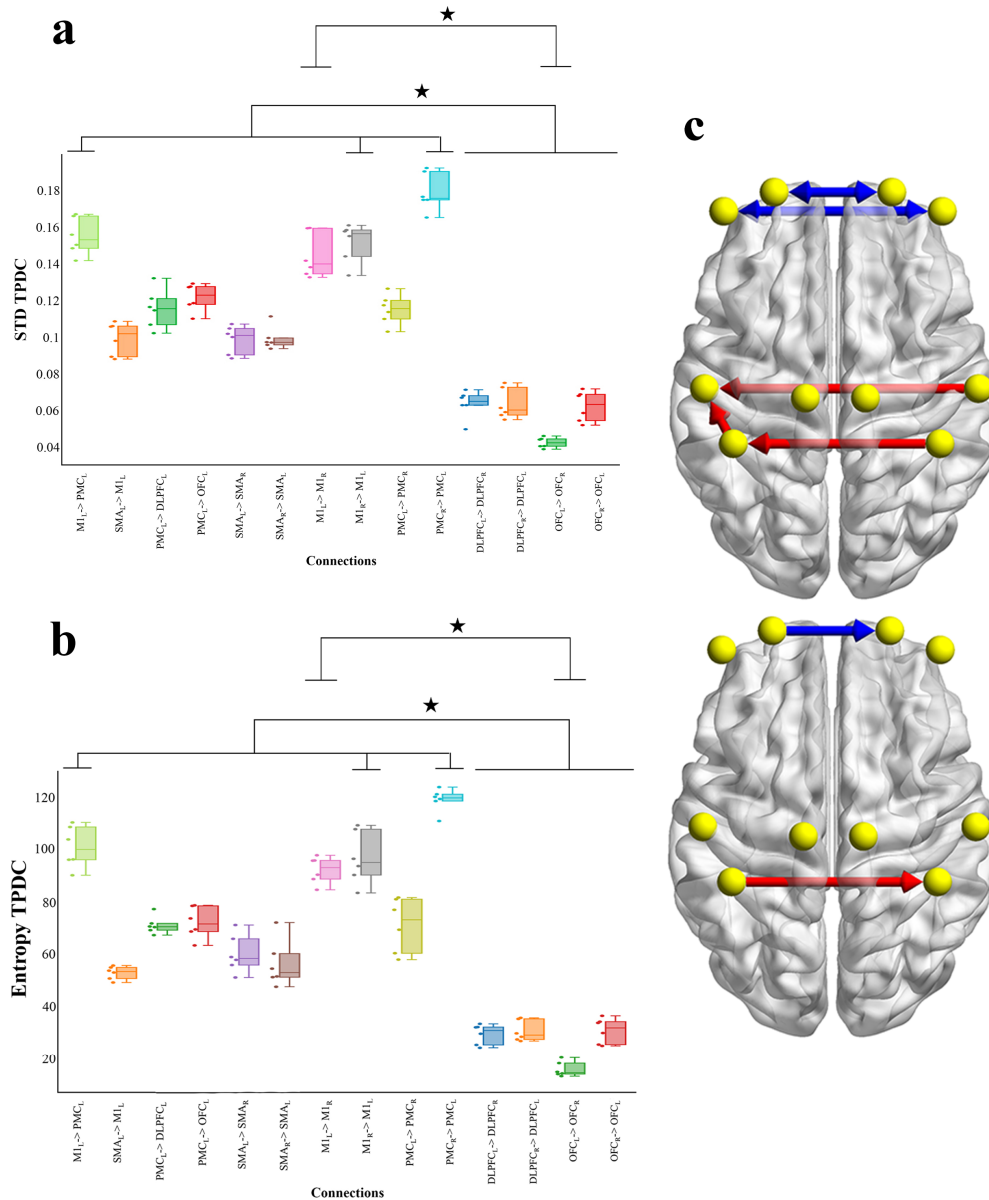 a
★
★
c
STD TPDC
0.18
0.16
0.14
0.12
0.1
0.08
0.06
0.04
M1L-> PMCL
SMAL-> M1L
PMCL-> DLPFCL
PMCL-> OFCL
SMAL-> SMAR
SMAR-> SMAL
M1L-> M1R
M1R-> M1L
PMCL-> PMCR
PMCR-> PMCL
DLPFCL-> DLPFCR
DLPFCR-> DLPFCL
OFCL-> OFCR
OFCR-> OFCL
Connections
b
★
★
Entropy TPDC
120
100
80
60
40
20
M1L-> PMCL
SMAL-> M1L
PMCL-> DLPFCL
PMCL-> OFCL
SMAL-> SMAR
SMAR-> SMAL
M1L-> M1R
M1R-> M1L
PMCL-> PMCR
PMCR-> PMCL
DLPFCL-> DLPFCR
DLPFCR-> DLPFCL
OFCL-> OFCR
OFCR-> OFCL
Connections